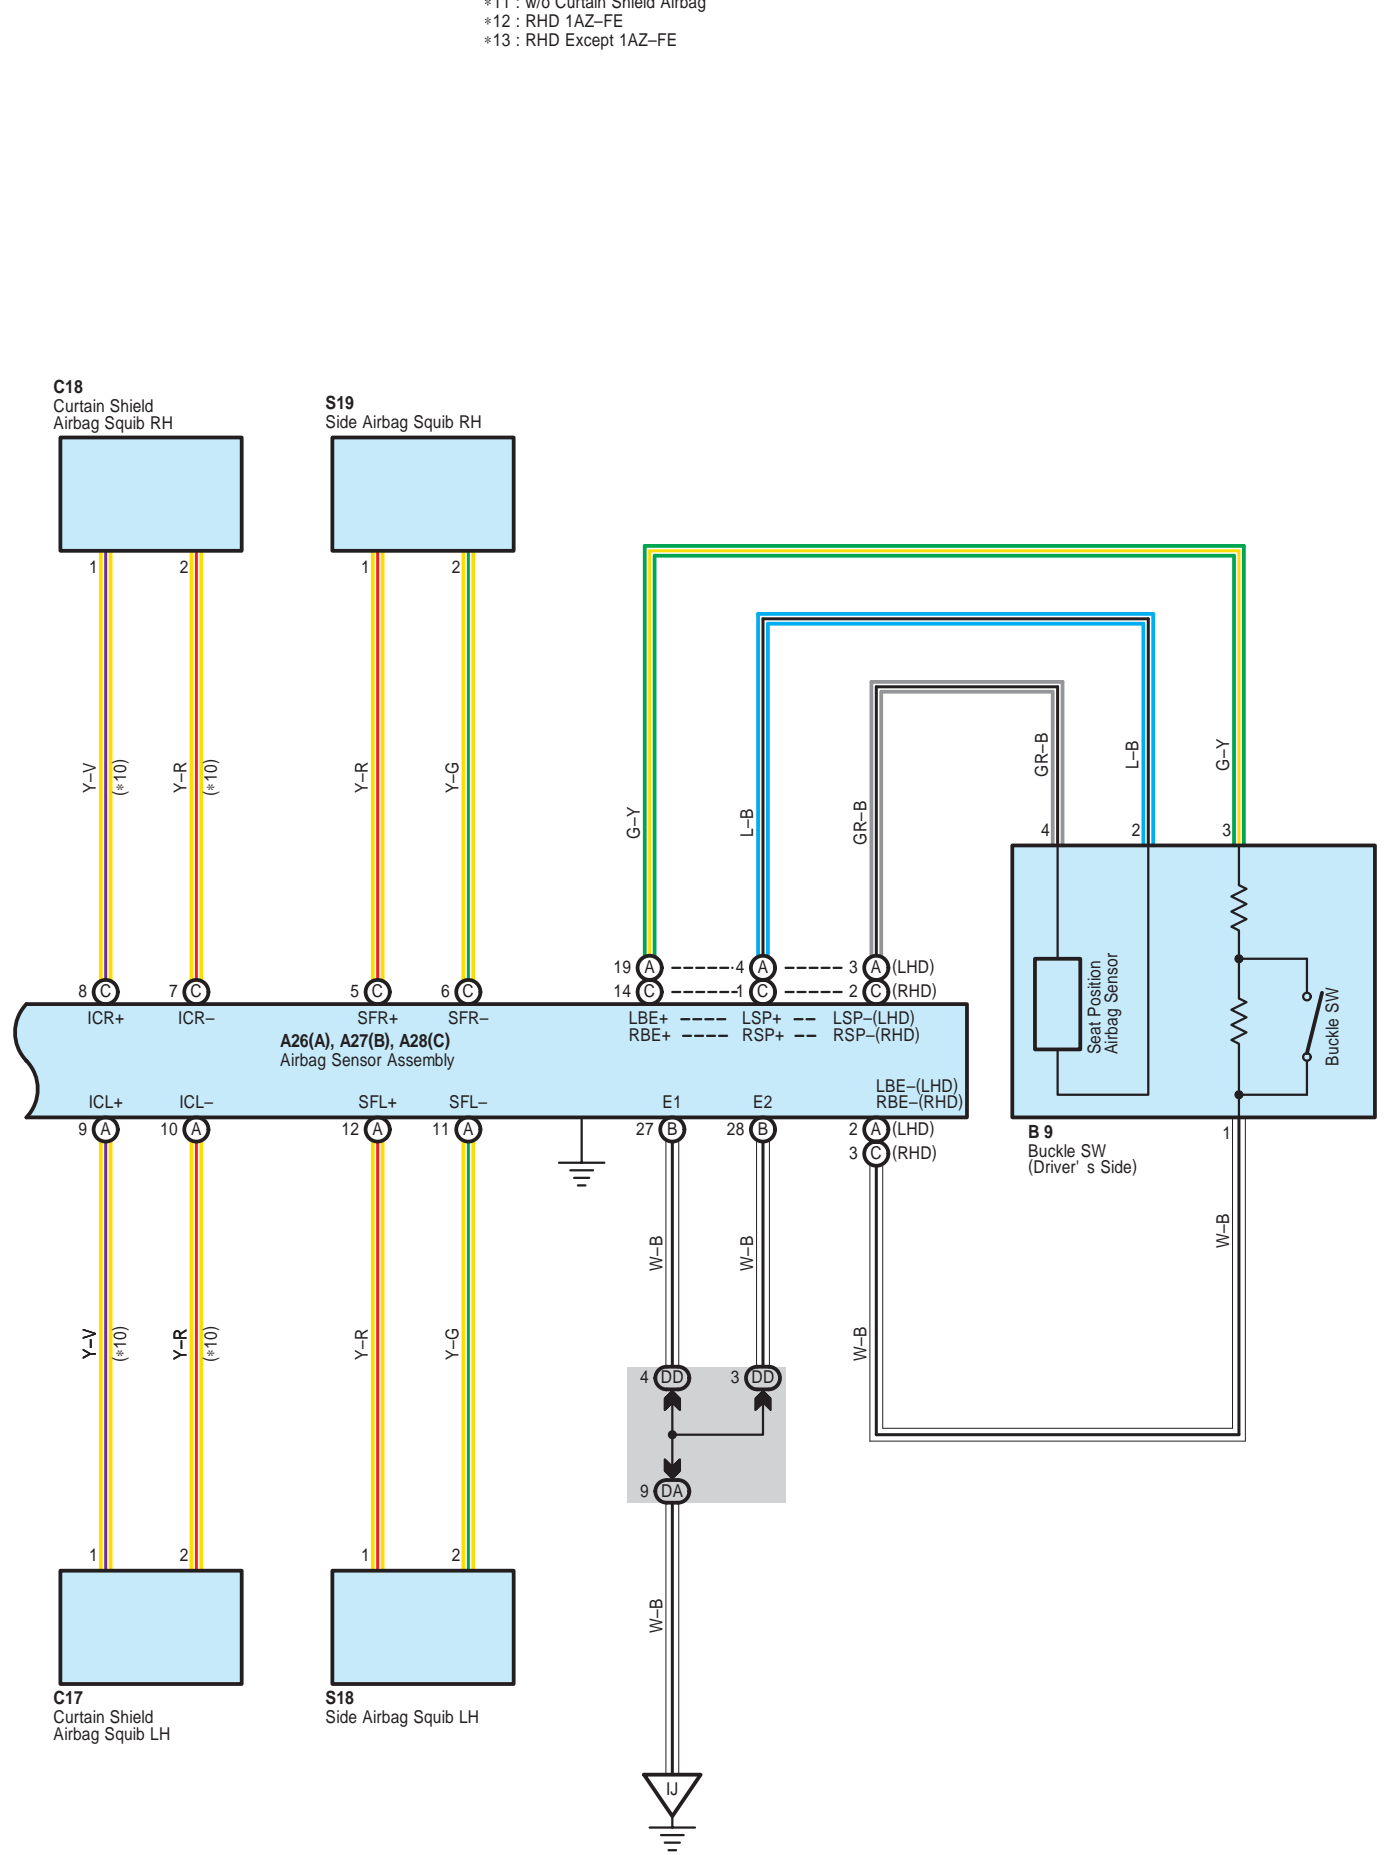 *11 : w/o Curtain Shield Airbag
*12 : RHD 1AZ–FE
*13 : RHD Except 1AZ–FE
C18
Curtain Shield
Airbag Squib RH
S19
Side Airbag Squib RH
1
2
1
2
Y–V
(*10)
Y–R
(*10)
Y–R
Y–G
G–Y
L–B
GR–B
GR–B
L–B
G–Y
4
2
3
8 C
7 C
5 C
6 C
19 A
4 A
3 A (LHD)
14 C
1 C
2 C (RHD)
ICR+
ICR–
SFR+
SFR–
LBE+
LSP+
LSP–(LHD)
RBE+
RSP+
RSP–(RHD)
A26(A), A27(B), A28(C)
Airbag Sensor Assembly
Seat Position
Airbag Sensor
Buckle SW
ICL+
ICL–
SFL+
SFL–
E1
E2
LBE–(LHD)
RBE–(RHD)
9 A
10 A
12 A
11 A
27 B
28 B
2 A (LHD)
3 C (RHD)
B 9
Buckle SW
(Driver' s Side)
1
Y–V
(*10)
Y–R
(*10)
Y–R
Y–G
W–B
W–B
W–B
W–B
4 DD
3 DD
9 DA
1
2
1
2
W–B
C17
Curtain Shield
Airbag Squib LH
S18
Side Airbag Squib LH
IJ